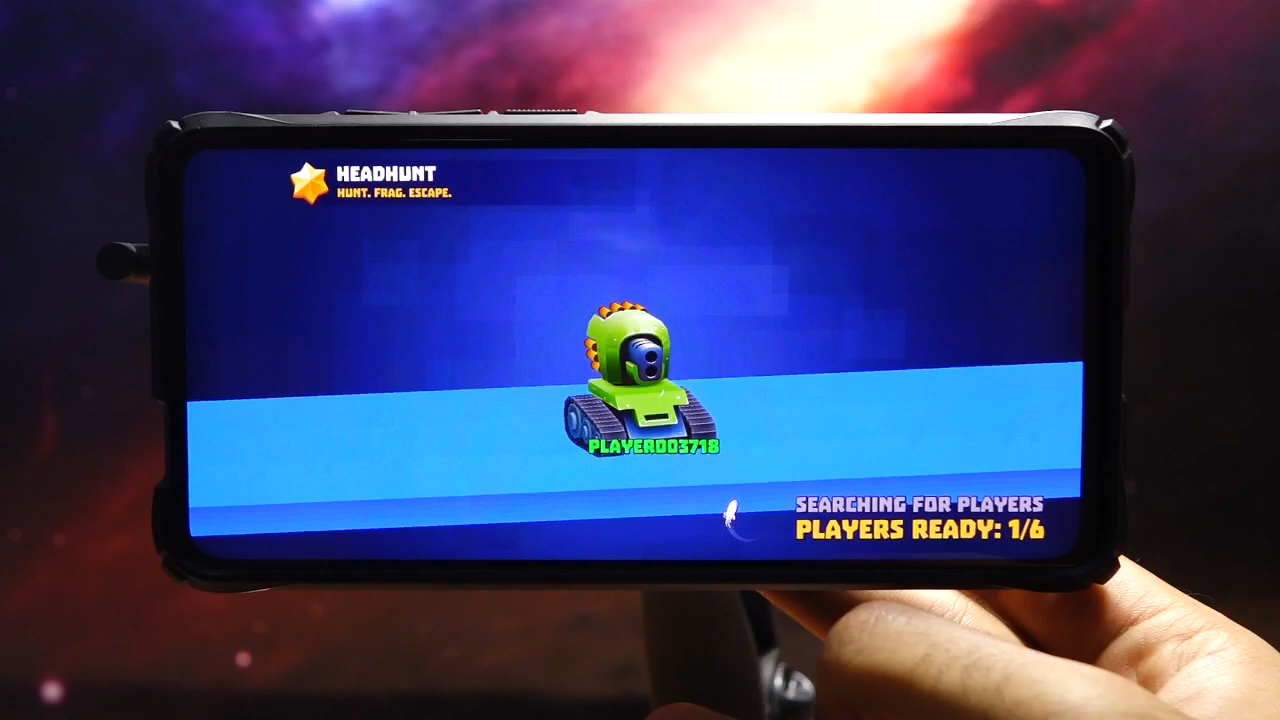 HEADHUNT
HUNT. FRAG. ESCAPE.
PLAYER003718
SEARCHING FOR PLAYERS
PLAYERS READY: 1/6